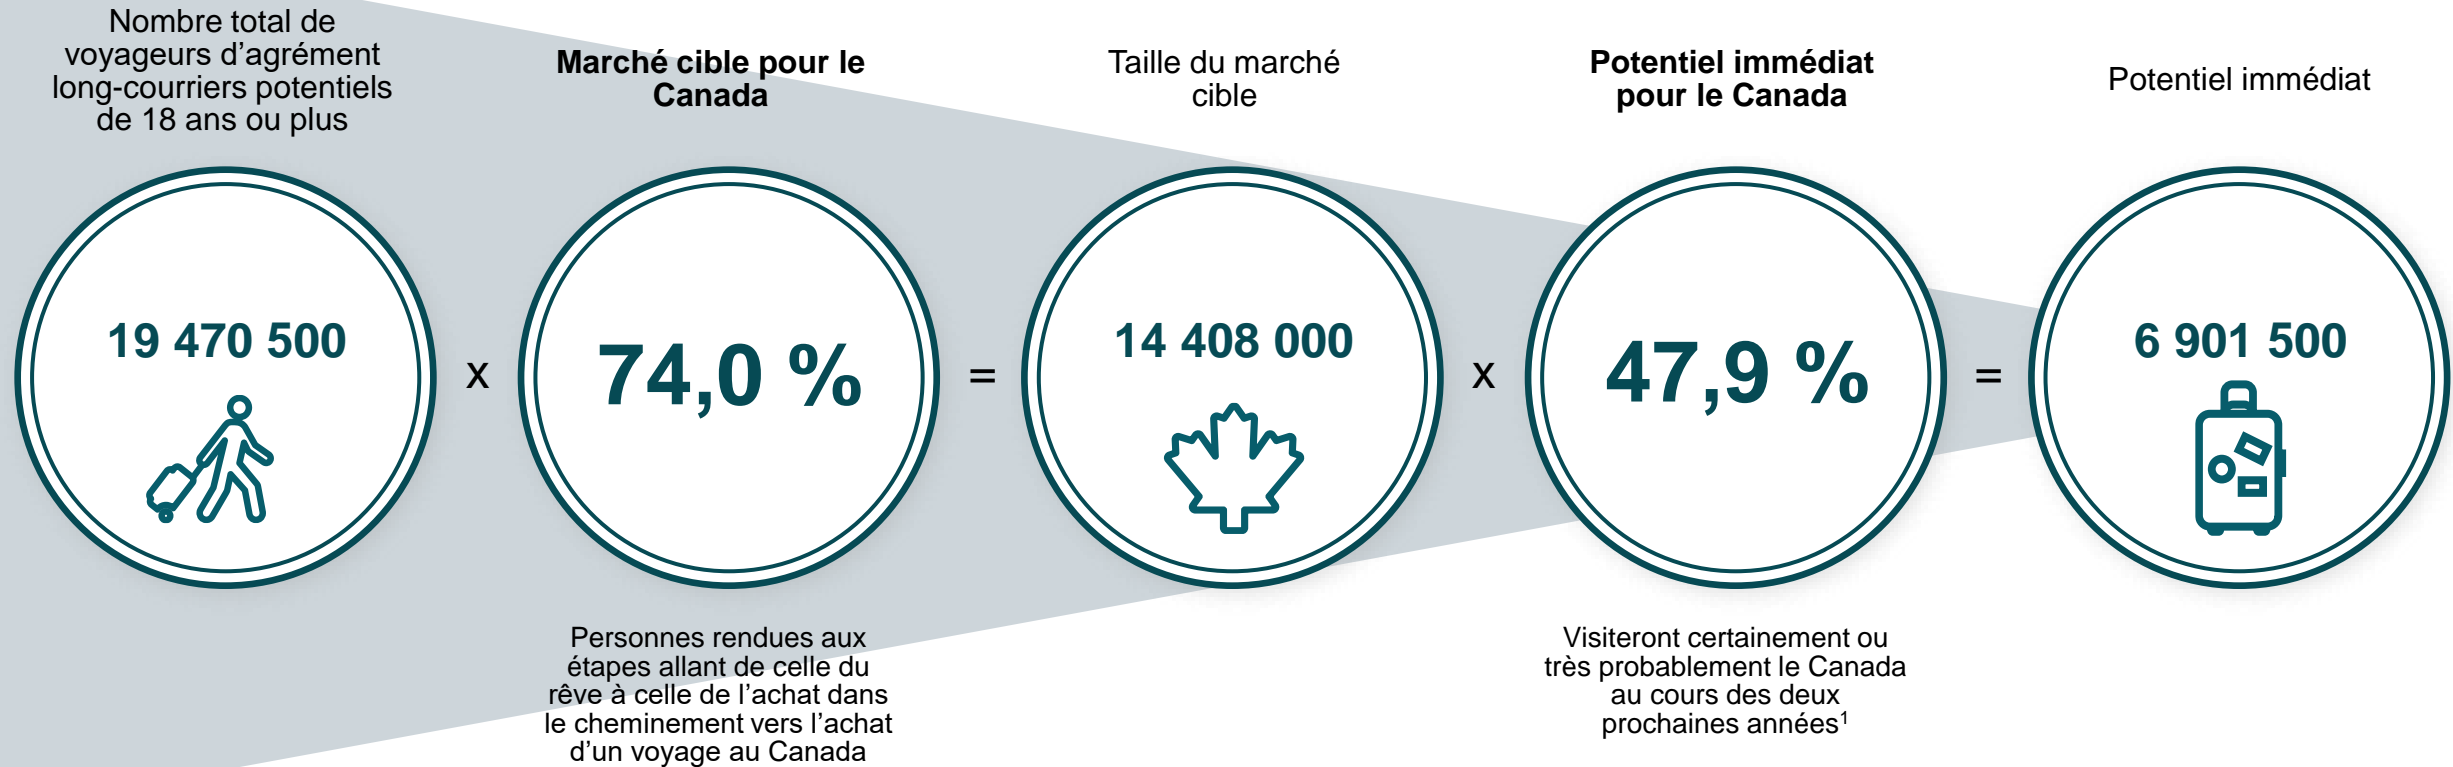 Nombre total de
voyageurs d’agrément
long-courriers potentiels
de 18 ans ou plus
Marché cible pour le
Canada
Taille du marché
cible
Potentiel immédiat
pour le Canada
Potentiel immédiat
19 470 500
x
74,0 %
=
14 408 000
x
47,9 %
=
6 901 500
Personnes rendues aux
étapes allant de celle du
rêve à celle de l’achat dans
le cheminement vers l’achat
d’un voyage au Canada
Visiteront certainement ou
très probablement le Canada
au cours des deux
prochaines années¹